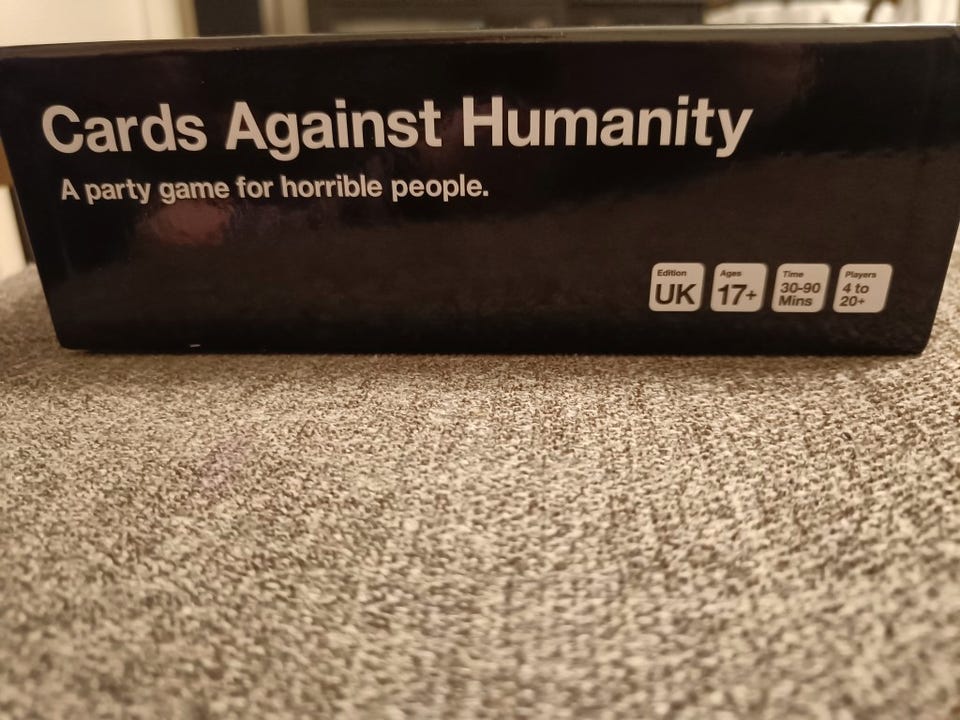 Cards Against Humanity
A party game for horrible people.
Edition
UK
Ages
17+
Time
30-90
Mins
Players
4 to
20+